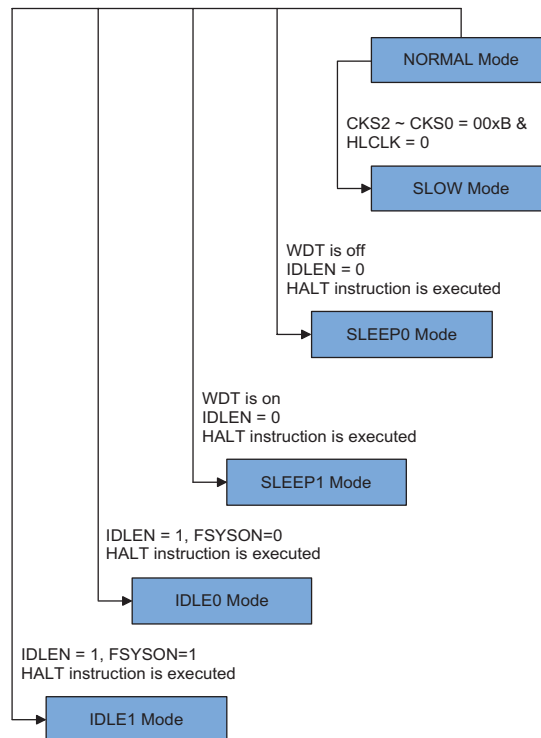 NORMAL Mode
CKS2 ~ CKS0 = 00xB &
HLCLK = 0
SLOW Mode
WDT is off
IDLEN = 0
HALT instruction is executed
SLEEP0 Mode
WDT is on
IDLEN = 0
HALT instruction is executed
SLEEP1 Mode
IDLEN = 1, FSYSON=0
HALT instruction is executed
IDLE0 Mode
IDLEN = 1, FSYSON=1
HALT instruction is executed
IDLE1 Mode